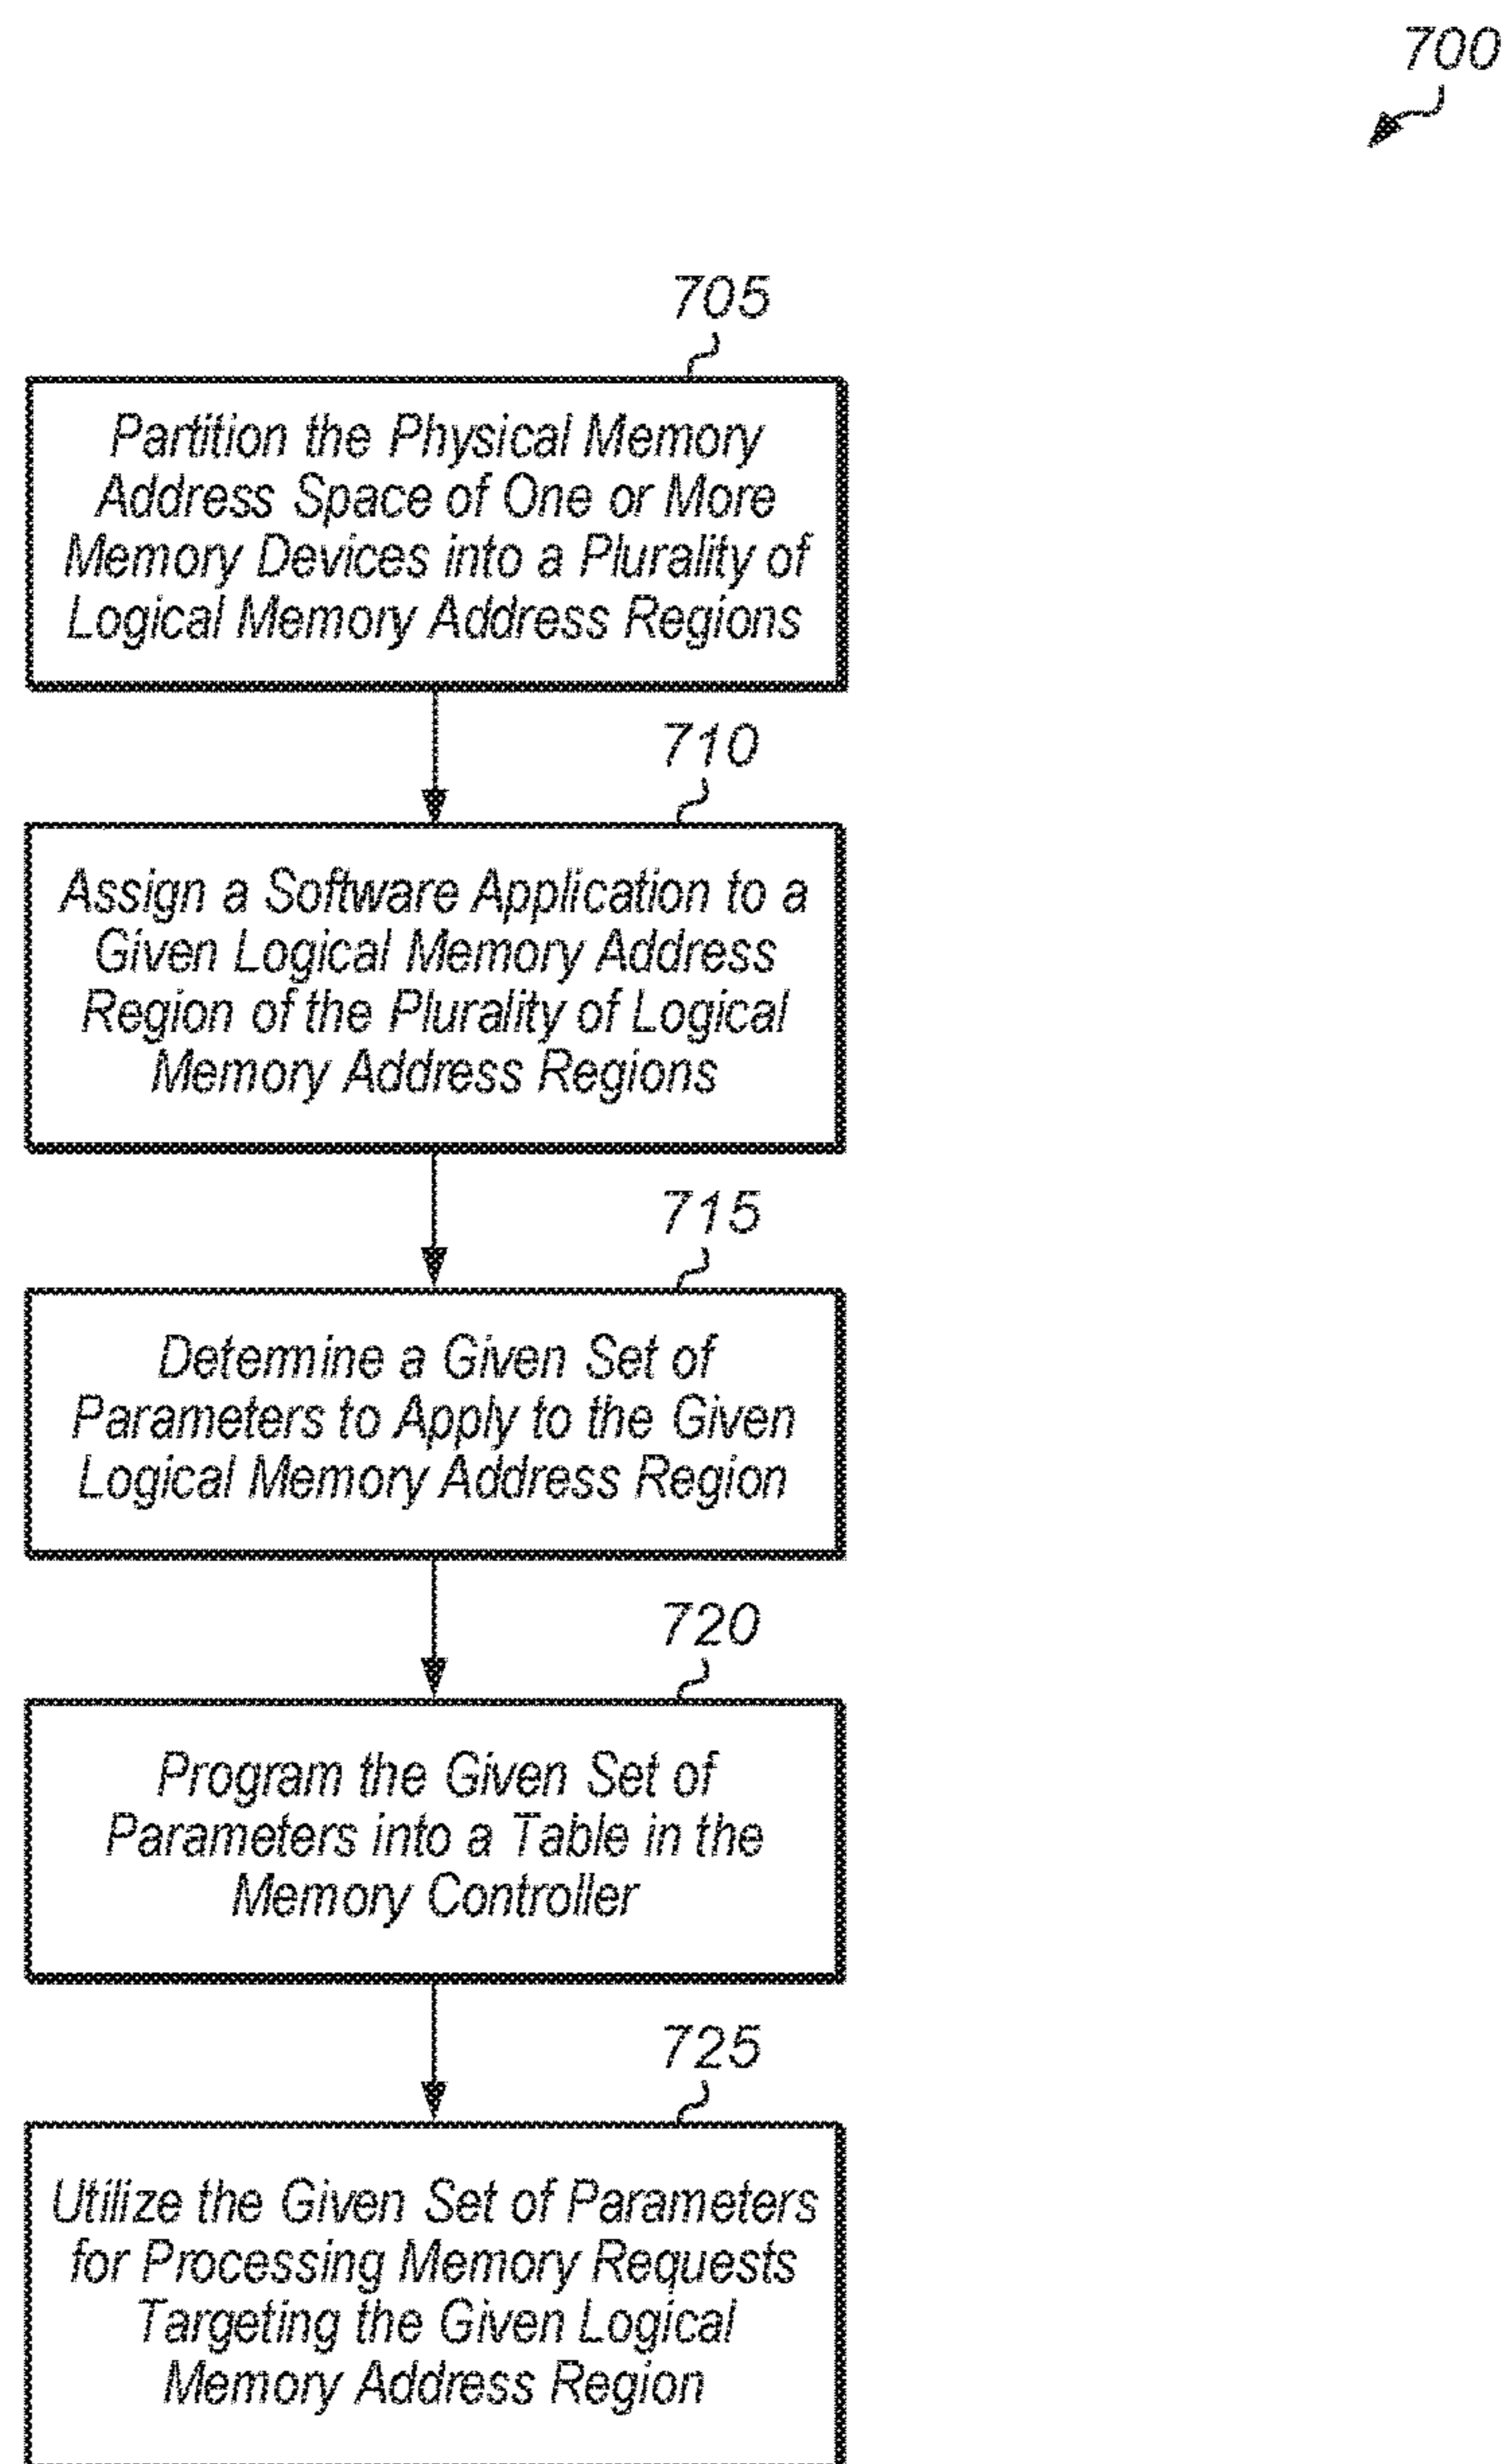 700
705
Partition the Physical Memory
Address Space of One or More
Memory Devices into a Plurality of
Logical Memory Address Regions
710
Assign a Software Application to a
Given Logical Memory Address
Region of the Plurality of Logical
Memory Address Regions
715
Determine a Given Set of
Parameters to Apply to the Given
Logical Memory Address Region
720
Program the Given Set of
Parameters into a Table in the
Memory Controller
725
Utilize the Given Set of Parameters
for Processing Memory Requests
Targeting the Given Logical
Memory Address Region